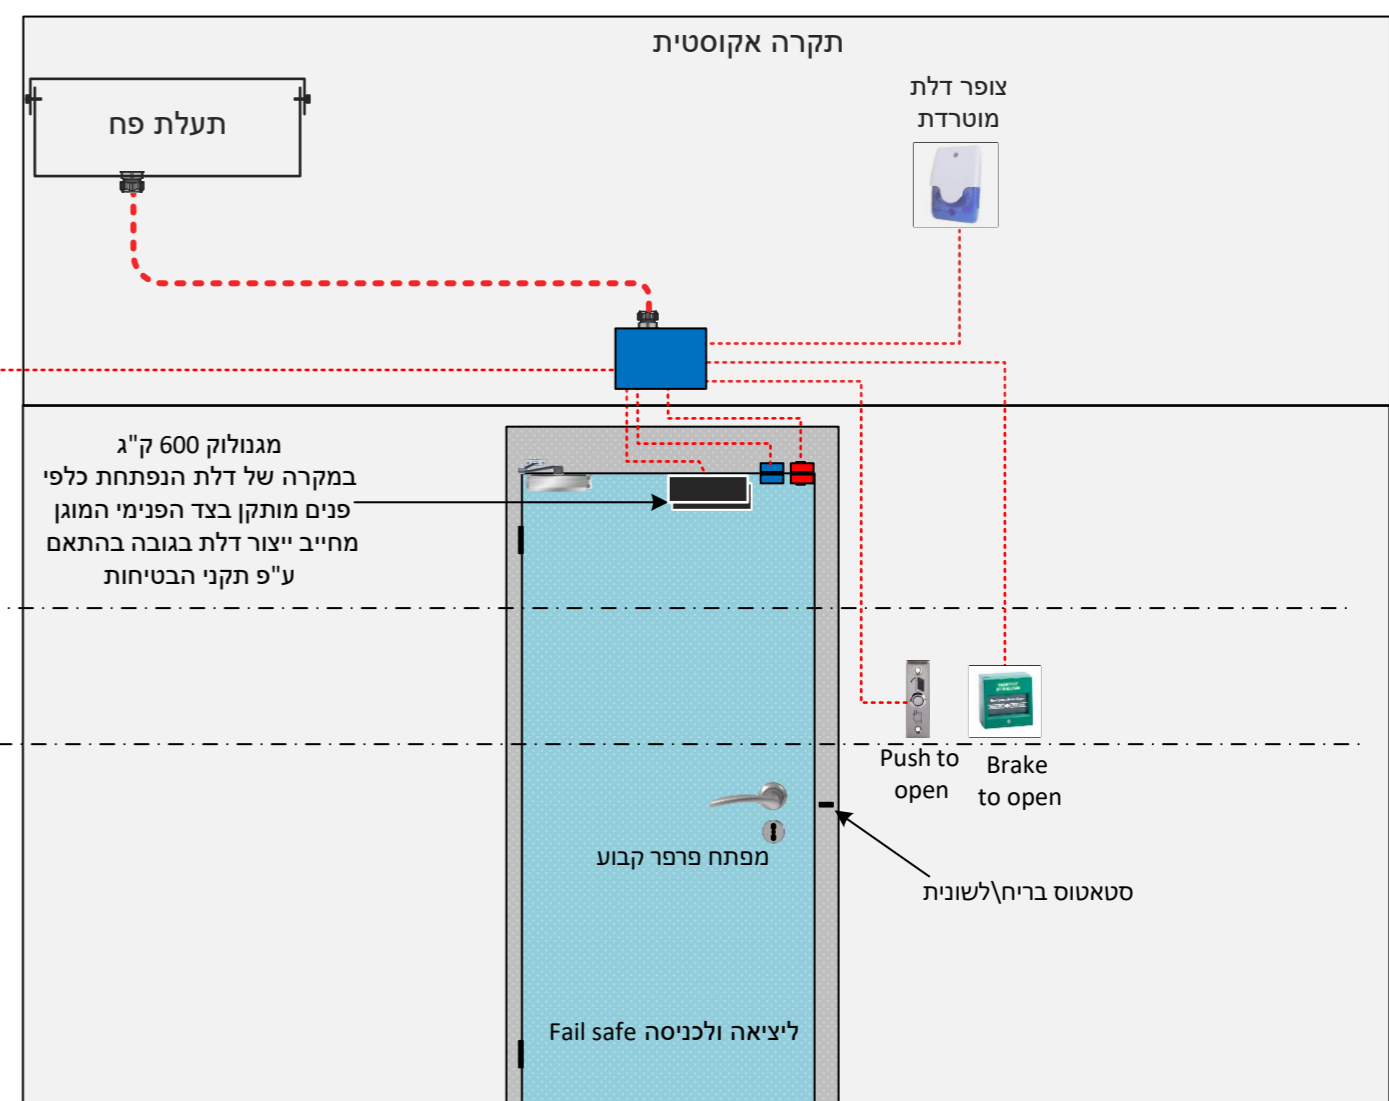 תקרה אקוסטית
תעלת פח
צופר דלת
מוטרדת
מגנולוק 600 ק"ג
במקרה של דלת הנפתחת כלפי
פנים מותקן בצד הפנימי המוגן
מחייב ייצור דלת בגובה בהתאם
ע"פ תקני הבטיחות
Push to
open
Brake
to open
מפתח פרפר קבוע
סטאטוס בריח\לשונית
ליציאה ולכניסה Fail safe